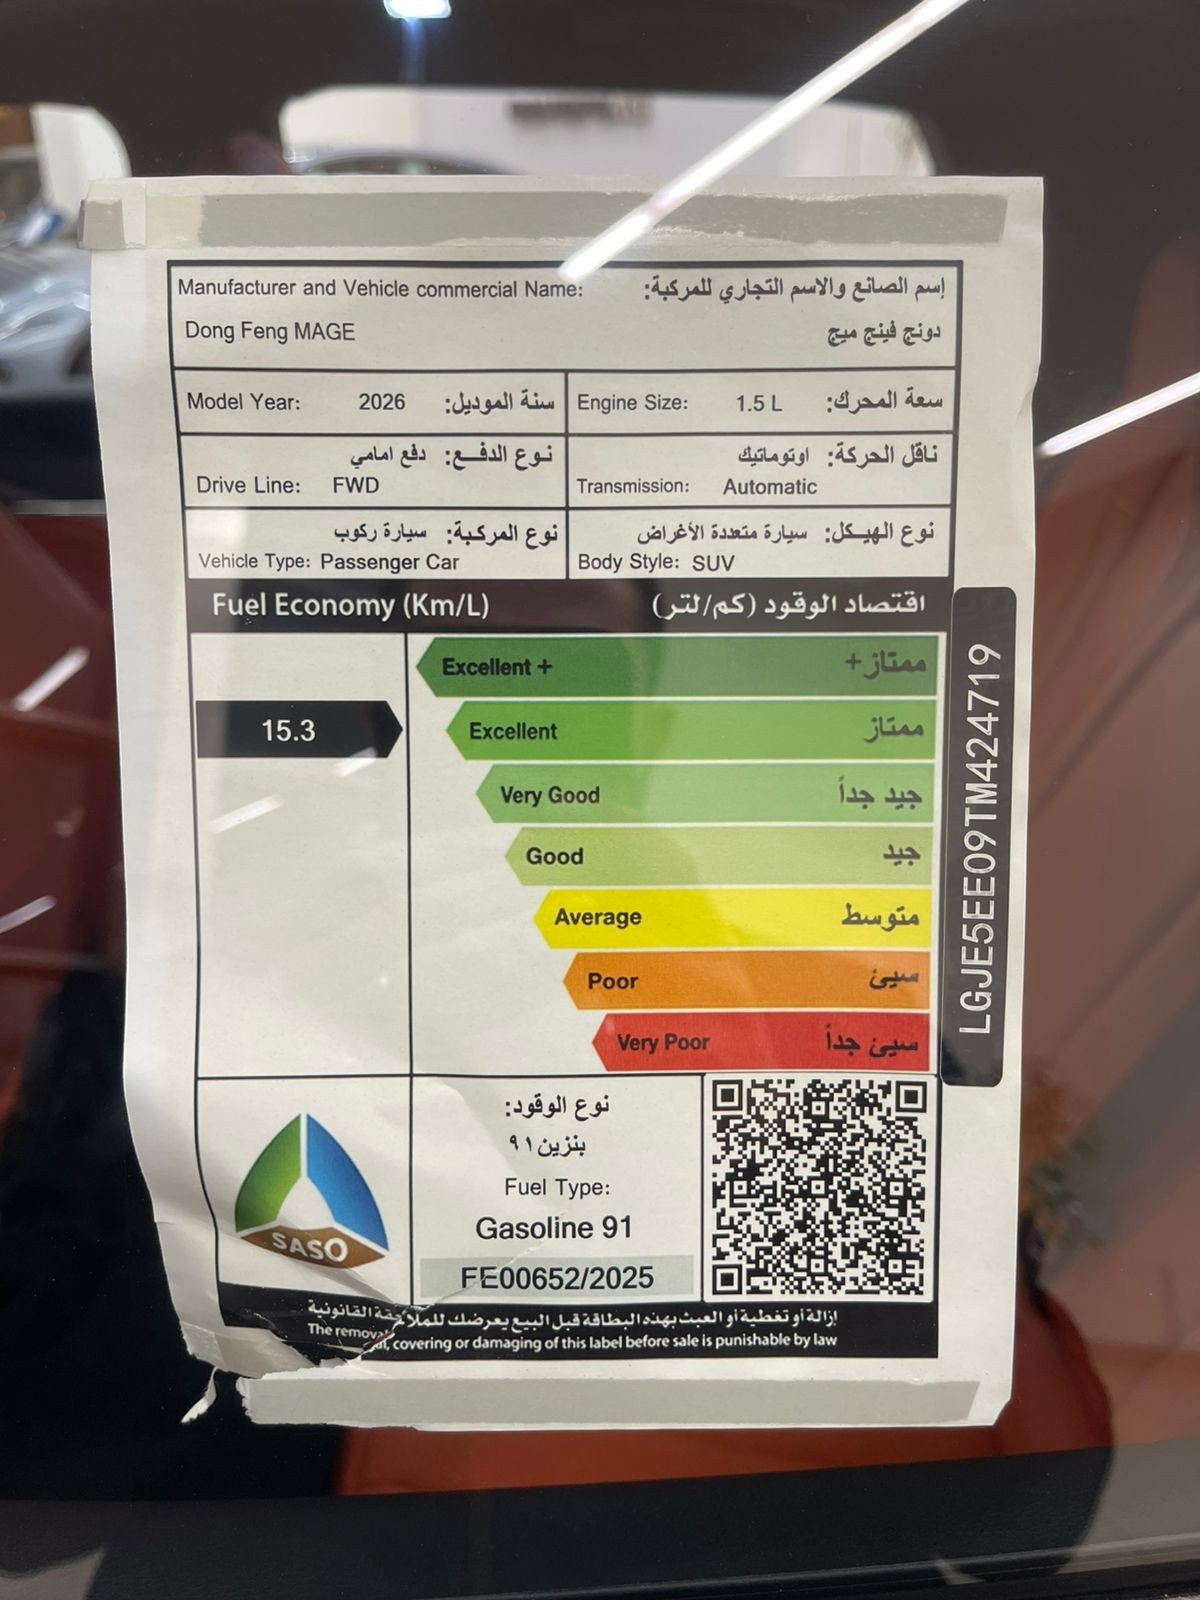 Manufacturer and Vehicle commercial Name: إسم الصانع والاسم التجاري للمركبة:
Dong Feng MAGE دونج فينج ميج
Model Year: 2026 سنة الموديل:
Engine Size: 1.5 L سعة المحرك:
نـوع الدفــع: دفع امامي
Drive Line: FWD
ناقل الحركة: اوتوماتيك
Transmission: Automatic
نوع المركـبة: سيارة ركوب
Vehicle Type: Passenger Car
نوع الهيـكل: سيارة متعددة الأغراض
Body Style: SUV
Fuel Economy (Km/L) اقتصاد الوقود (كم/لتر)
Excellent + ممتاز+
15.3
Excellent ممتاز
Very Good جيد جداً
Good جيد
Average متوسط
Poor سيئ
Very Poor سيئ جداً
LGJE5EE09TM424719
SASO
نوع الوقود:
بنزين ٩١
Fuel Type:
Gasoline 91
FE00652/2025
إزالة أو تغطية أو العبث بهذه البطاقة قبل البيع يعرضك للملاحقة القانونية
The removal, covering or damaging of this label before sale is punishable by law